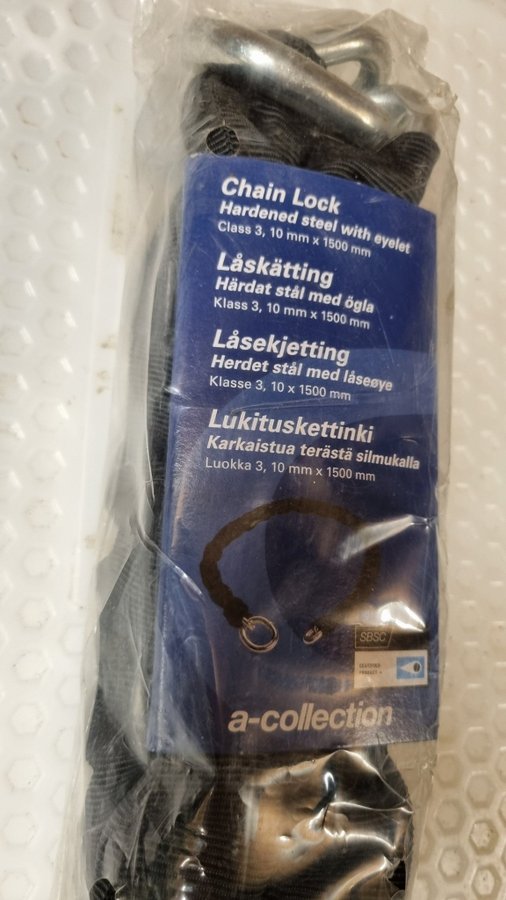 Chain Lock
Hardened steel with eyelet
Class 3, 10 mm x 1500 mm
Låskätting
Härdat stål med ögla
Klass 3, 10 mm x 1500 mm
Låsekjetting
Herdet stål med låseøye
Klasse 3, 10 x 1500 mm
Lukituskettinki
Karkaistua terästä silmukalla
Luokka 3, 10 mm x 1500 mm
SBSC
PRODUCT
a-collection